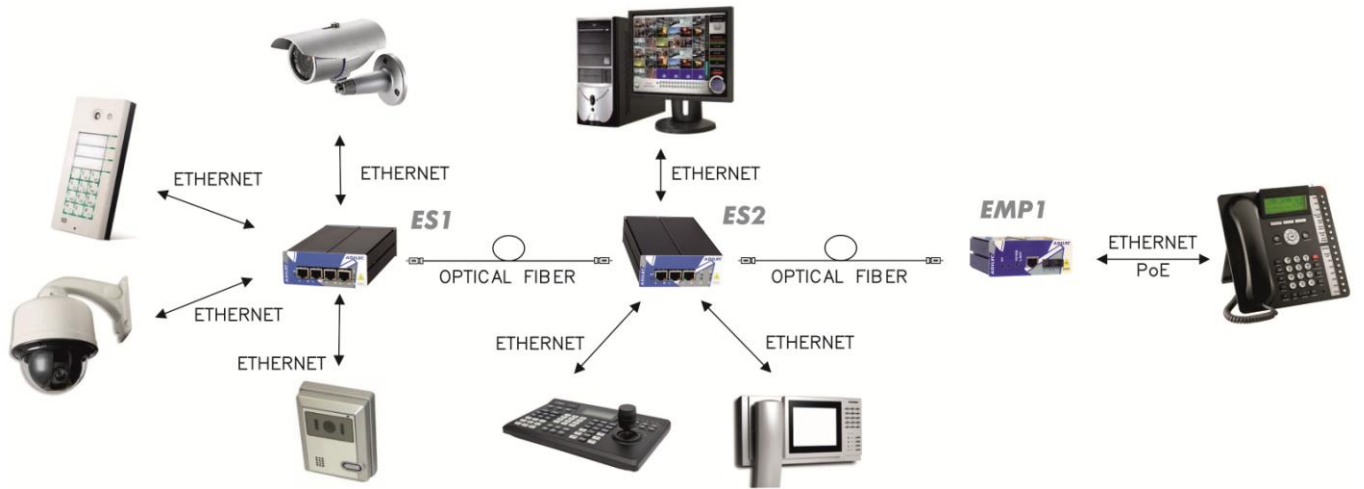 ETHERNET
ETHERNET
ETHERNET
ES1
ES2
EMP1
ETHERNET
PoE
OPTICAL FIBER
OPTICAL FIBER
ETHERNET
ETHERNET
ETHERNET
ETHERNET